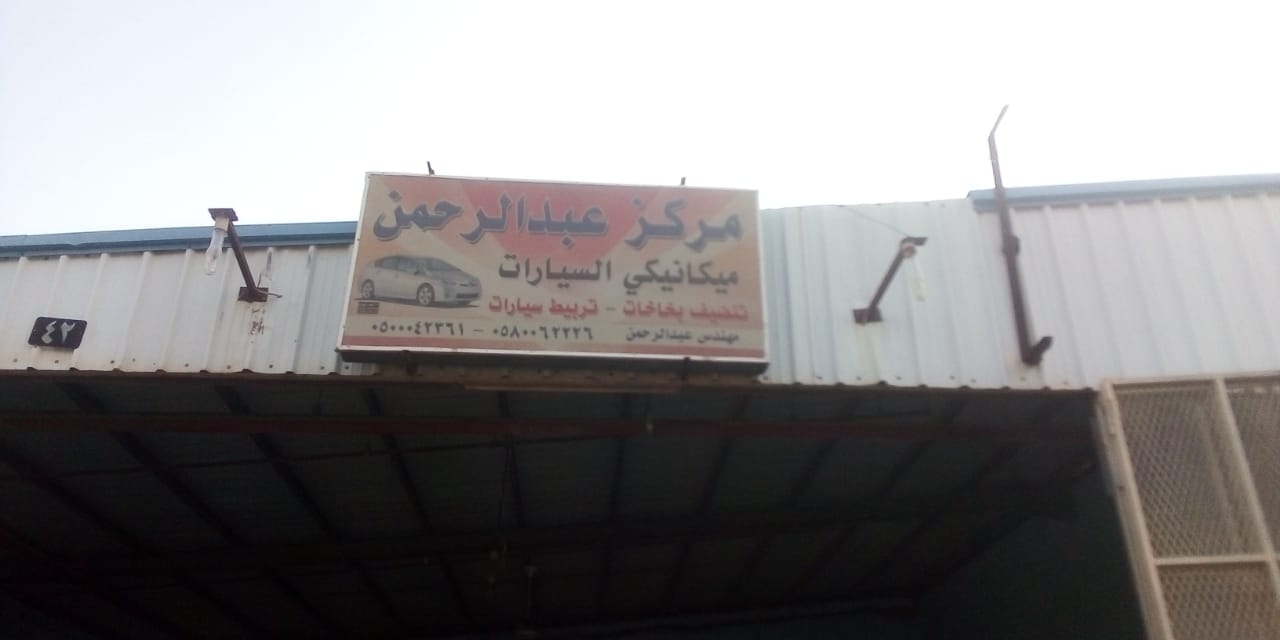 مركز عبدالرحمن
ميكانيكي السيارات
تنظيف بخاخات - تربيط سيارات
مهندس عبدالرحمن ٠٥٨٠٠٦٢٢٢٦ - ٠٥٠٠٠٤٢٣٦١
٤٢